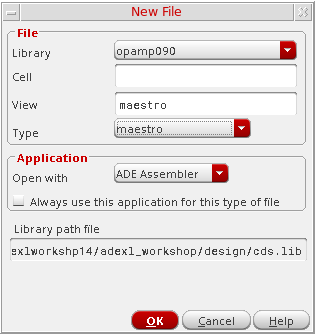 New File
File
Library opamp090
Cell
View maestro
Type maestro
Application
Open with ADE Assembler
Always use this application for this type of file
Library path file
exlworkshp14/adexl_workshop/design/cds.lib
OK Cancel Help